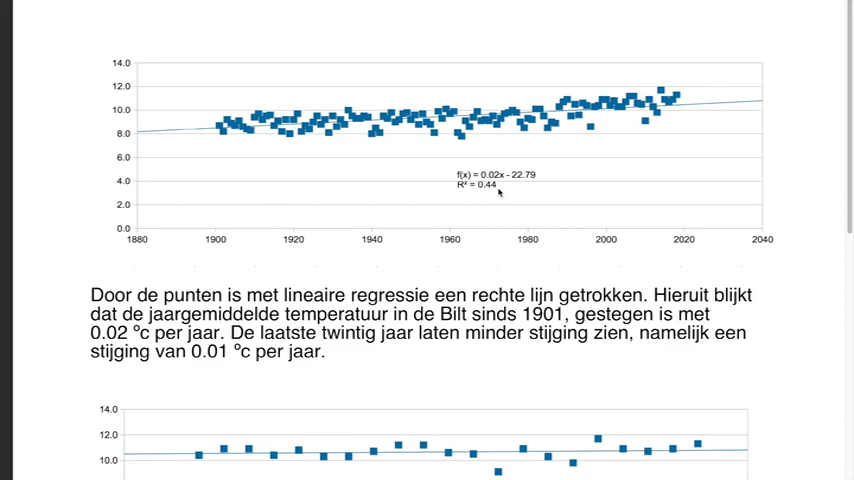 14.0
12.0
10.0
8.0
6.0
4.0
2.0
0.0
f(x) = 0.02x - 22.79
R² = 0.44
1880 1900 1920 1940 1960 1980 2000 2020 2040
Door de punten is met lineaire regressie een rechte lijn getrokken. Hieruit blijkt
dat de jaargemiddelde temperatuur in de Bilt sinds 1901, gestegen is met
0.02 ºc per jaar. De laatste twintig jaar laten minder stijging zien, namelijk een
stijging van 0.01 ºc per jaar.
14.0
12.0
10.0